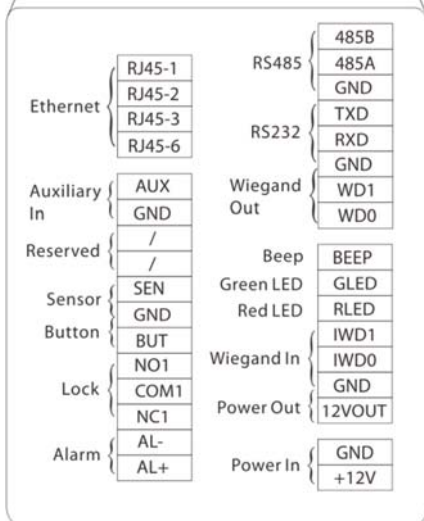 Ethernet
RJ45-1
RJ45-2
RJ45-3
RJ45-6
Auxiliary
In
AUX
GND
Reserved
/
/
Sensor
SEN
GND
Button
BUT
Lock
NO1
COM1
NC1
Alarm
AL-
AL+
RS485
485B
485A
GND
RS232
TXD
RXD
GND
Wiegand
Out
WD1
WD0
Beep
BEEP
Green LED
GLED
Red LED
RLED
Wiegand In
IWD1
IWD0
GND
Power Out
12VOUT
Power In
GND
+12V